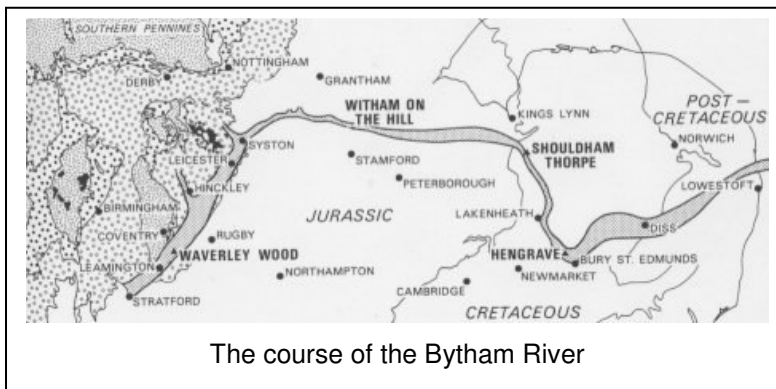 SOUTHERN PENNINES
NOTTINGHAM
DERBY
GRANTHAM
WITHAM ON
THE HILL
KINGS LYNN
POST –
CRETACEOUS
NORWICH
SYSTON
LEICESTER
STAMFORD
SHOULDHAM
THORPE
PETERBOROUGH
LOWESTOFT
HINCKLEY
BIRMINGHAM
JURASSIC
LAKENHEATH
DISS
COVENTRY
RUGBY
WAVERLEY WOOD
HENGRAVE
BURY ST. EDMUNDS
LEAMINGTON
NORTHAMPTON
NEWMARKET
CAMBRIDGE
STRATFORD
CRETACEOUS
The course of the Bytham River